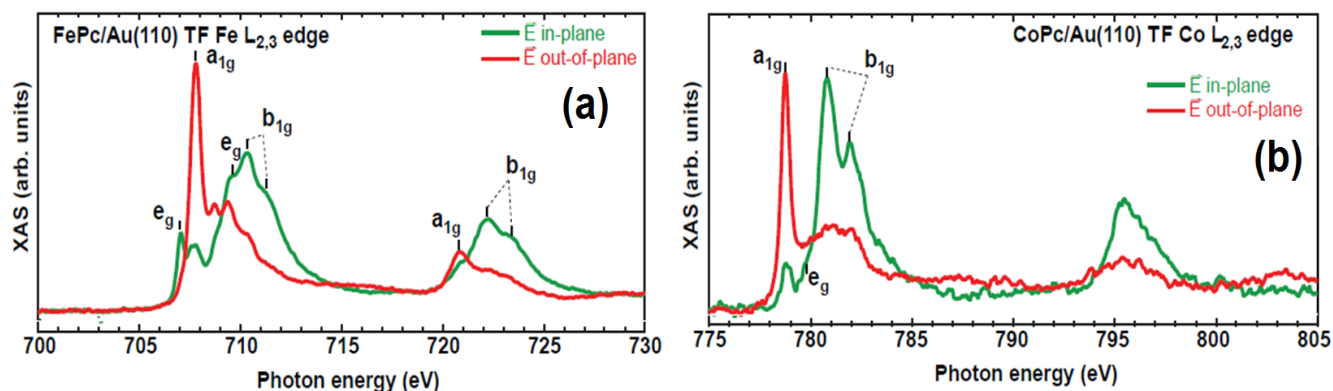 FePc/Au(110) TF Fe L2,3 edge
E⃗ in-plane
E⃗ out-of-plane
a1g
(a)
b1g
eg
b1g
eg
a1g
XAS (arb. units)
700 705 710 715 720 725 730
Photon energy (eV)
CoPc/Au(110) TF Co L2,3 edge
a1g
b1g
E⃗ in-plane
E⃗ out-of-plane
(b)
eg
XAS (arb. units)
775 780 785 790 795 800 805
Photon energy (eV)